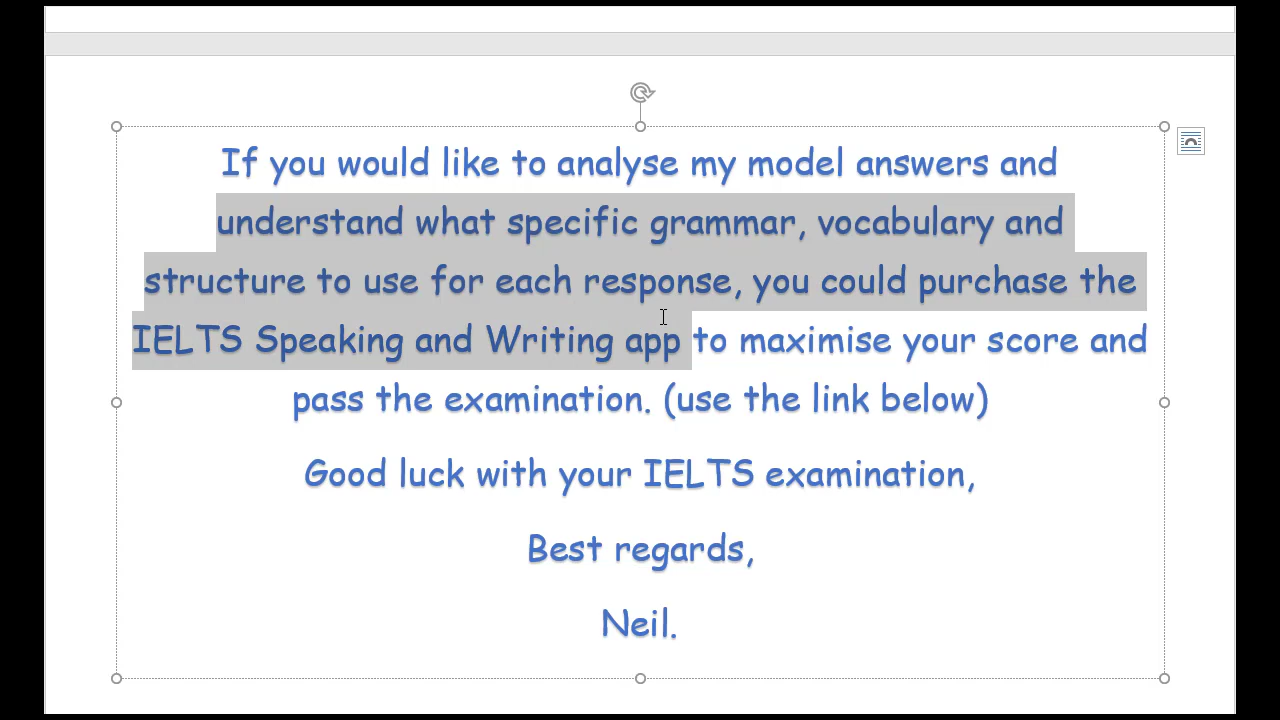 If you would like to analyse my model answers and
understand what specific grammar, vocabulary and
structure to use for each response, you could purchase the
IELTS Speaking and Writing app to maximise your score and
pass the examination. (use the link below)
Good luck with your IELTS examination,
Best regards,
Neil.